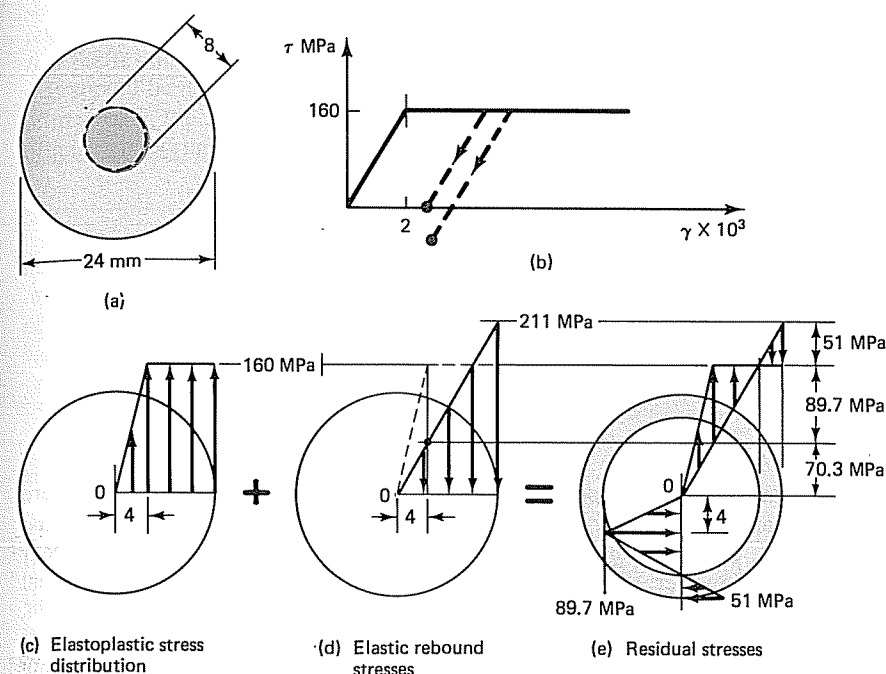 8
24 mm
(a)
τ MPa
160
2
γ X 10³
(b)
160 MPa
0
4
(c) Elastoplastic stress
distribution
+
211 MPa
0
4
(d) Elastic rebound
stresses
=
51 MPa
89.7 MPa
70.3 MPa
0
4
89.7 MPa
51 MPa
(e) Residual stresses